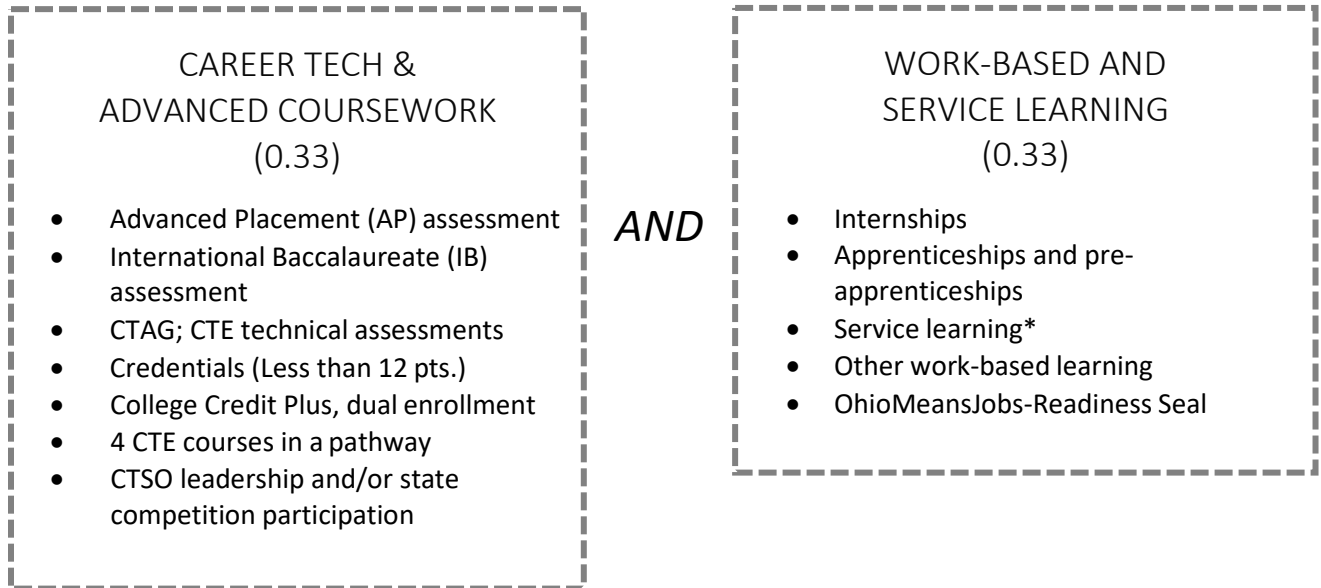 CAREER TECH &
ADVANCED COURSEWORK
(0.33)
• Advanced Placement (AP) assessment
• International Baccalaureate (IB)
assessment
• CTAG; CTE technical assessments
• Credentials (Less than 12 pts.)
• College Credit Plus, dual enrollment
• 4 CTE courses in a pathway
• CTSO leadership and/or state
competition participation
AND
WORK-BASED AND
SERVICE LEARNING
(0.33)
• Internships
• Apprenticeships and pre-
apprenticeships
• Service learning*
• Other work-based learning
• OhioMeansJobs-Readiness Seal